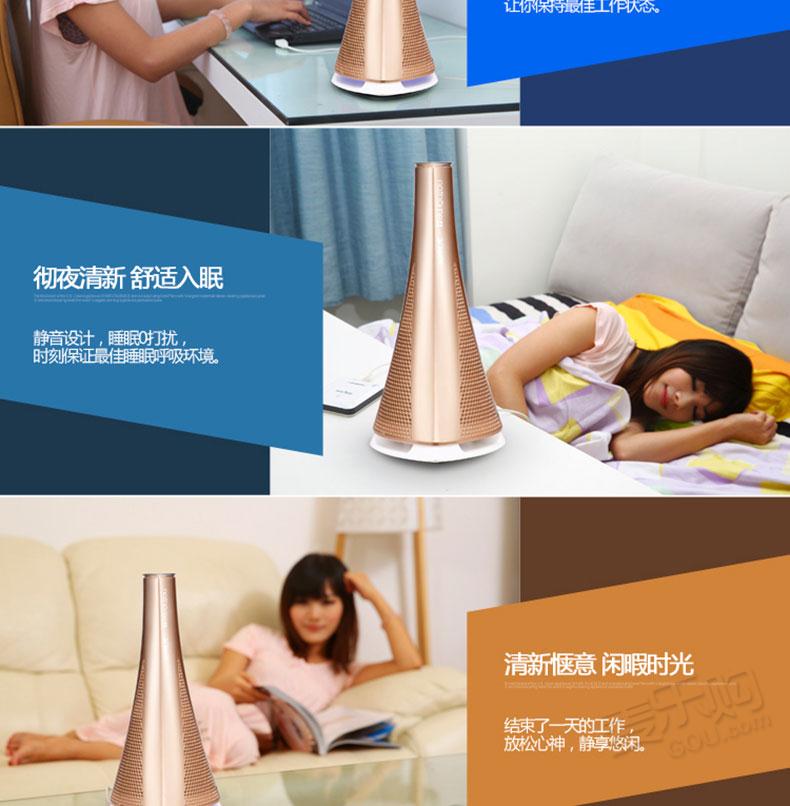 让你保持最佳工作状态。
彻夜清新 舒适入眠
静音设计，睡眠0打扰，
时刻保证最佳睡眠呼吸环境。
清新惬意 闲暇时光
结束了一天的工作，
放松心神，静享悠闲。
GOU.com